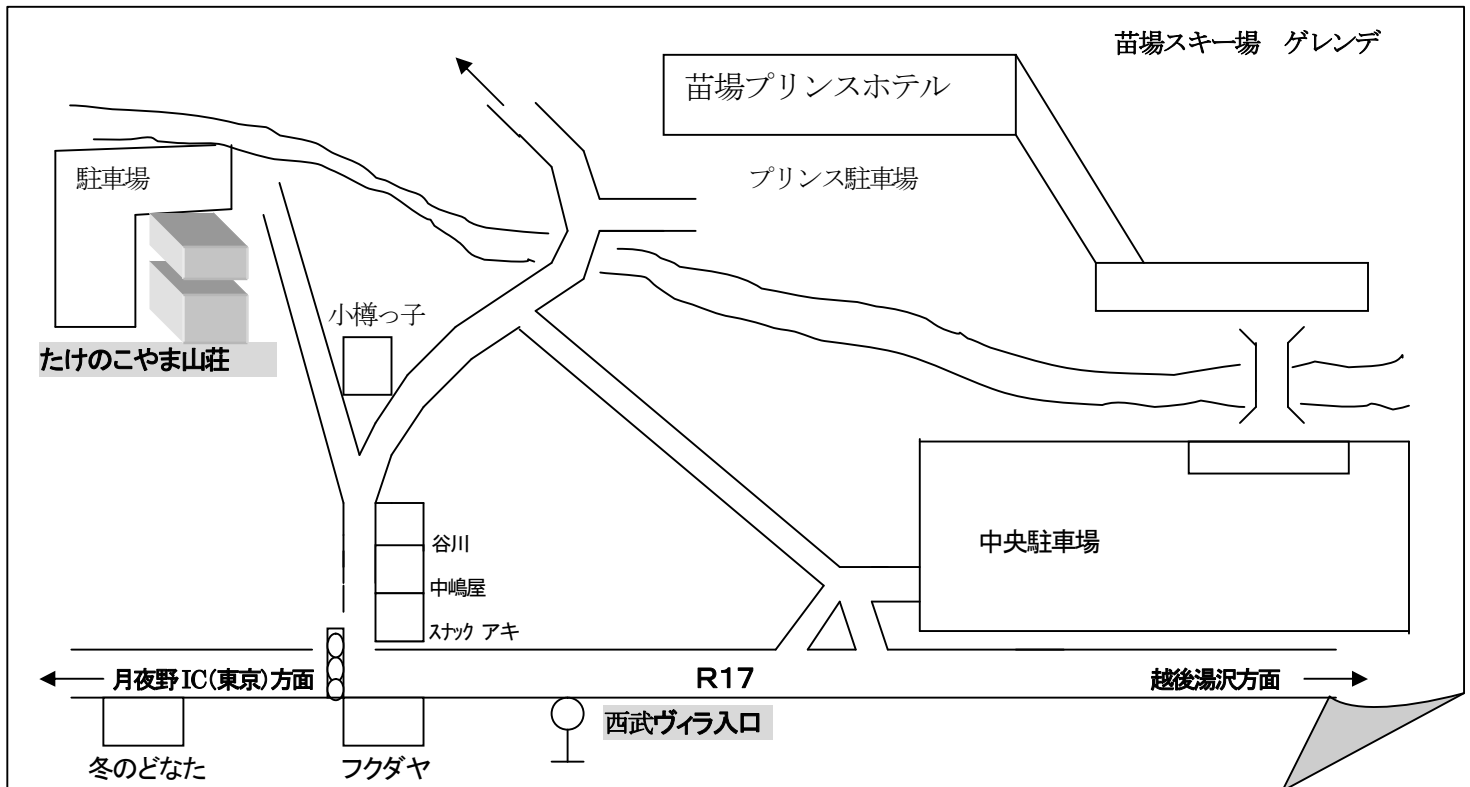 苗場スキー場　ゲレンデ
苗場プリンスホテル
駐車場
プリンス駐車場
小樽っ子
たけのこやま山荘
谷川
中央駐車場
中嶋屋
スナック アキ
月夜野IC(東京)方面
R17
越後湯沢方面
西武ヴィラ入口
冬のどなた
フクダヤ